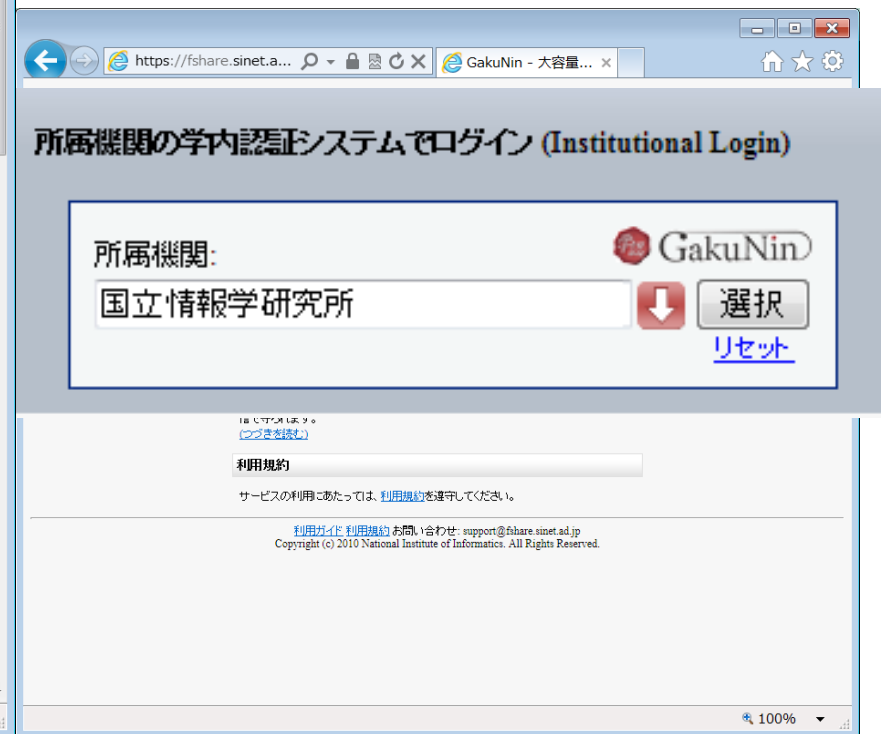 https://fshare.sinet.a...
GakuNin - 大容量...
所属機関の学内認証システムでログイン (Institutional Login)
所属機関:
GakuNin
国立情報学研究所
選択
リセット
(つづきを読む)
利用規約
サービスの利用にあたっては、利用規約を遵守してください。
利用ガイド 利用規約 お問い合わせ: support@fshare.sinet.ad.jp
Copyright (c) 2010 National Institute of Informatics. All Rights Reserved.
100%